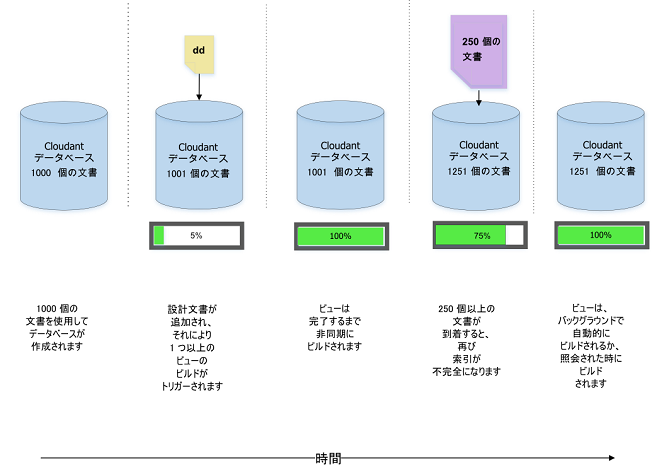 dd
250 個の
文書
Cloudant
データベース
1000 個の文書
Cloudant
データベース
1001 個の文書
Cloudant
データベース
1001 個の文書
Cloudant
データベース
1251 個の文書
Cloudant
データベース
1251 個の文書
5%
100%
75%
100%
1000 個の
文書を使用して
データベースが
作成されます
設計文書が
追加され、
それにより
1 つ以上の
ビューの
ビルドが
トリガーされます
ビューは
完了するまで
非同期に
ビルドされます
250 個以上の
文書が
到着すると、
再び
索引が
不完全になります
ビューは、
バックグラウンドで
自動的に
ビルドされるか、
照会された時に
ビルド
されます
時間